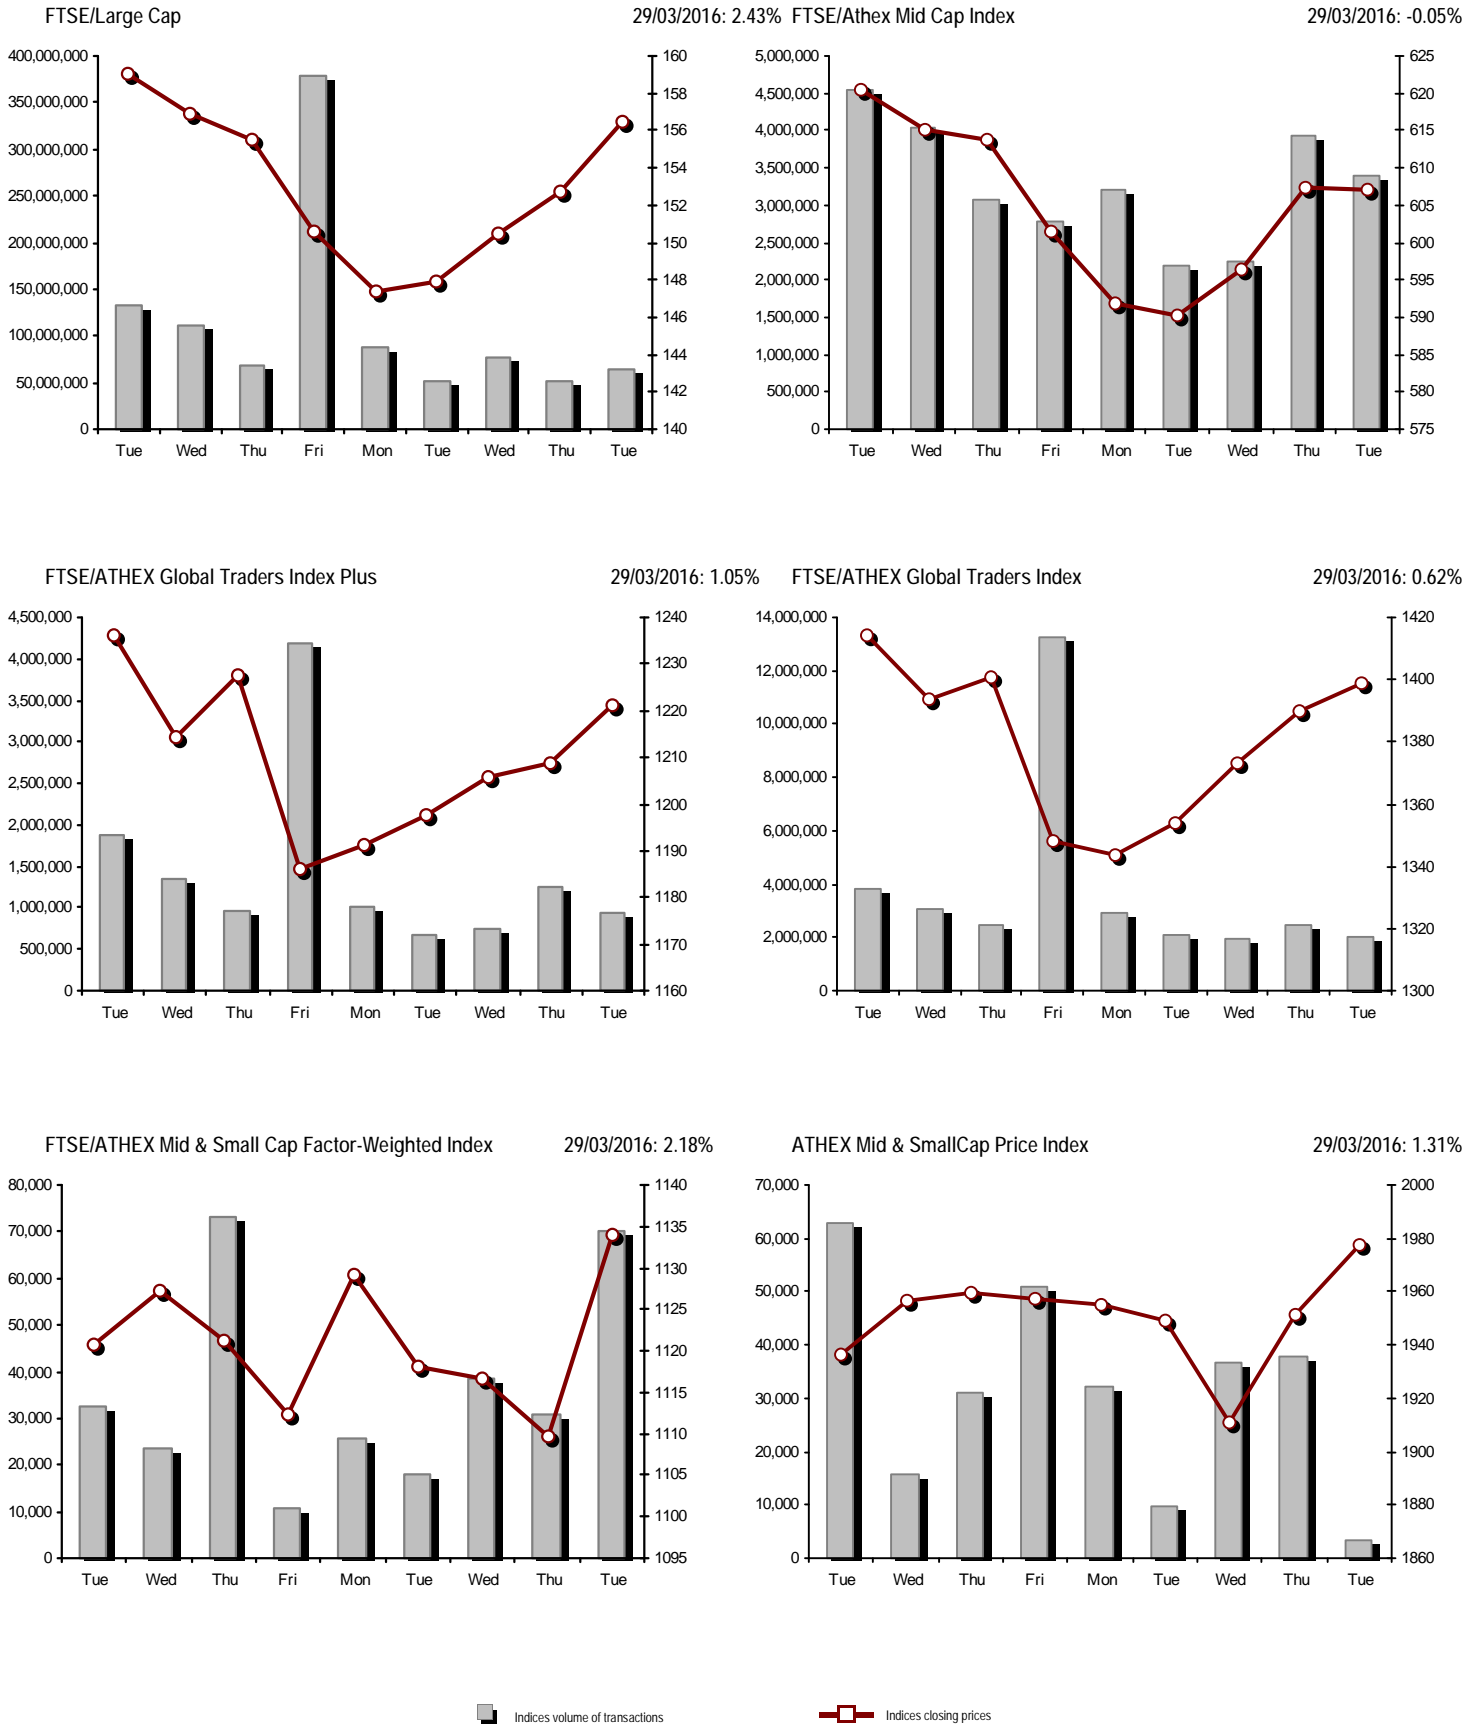 FTSE/Large Cap 29/03/2016: 2.43% FTSE/Athex Mid Cap Index 29/03/2016: -0.05%
400,000,000 160 5,000,000 625
350,000,000 158 4,500,000 620
300,000,000 156 4,000,000 615
250,000,000 154 3,500,000 610
200,000,000 152 3,000,000 605
150,000,000 150 2,500,000 600
100,000,000 148 2,000,000 595
50,000,000 146 1,500,000 590
0 144 1,000,000 585
142 500,000 580
140 0 575
Tue Wed Thu Fri Mon Tue Wed Thu Tue Tue Wed Thu Fri Mon Tue Wed Thu Tue
FTSE/ATHEX Global Traders Index Plus 29/03/2016: 1.05% FTSE/ATHEX Global Traders Index 29/03/2016: 0.62%
4,500,000 1240 14,000,000 1420
4,000,000 1230 12,000,000 1400
3,500,000 1220 10,000,000 1380
3,000,000 1210 8,000,000 1360
2,500,000 1200 6,000,000 1340
2,000,000 1190 4,000,000 1320
1,500,000 1180 2,000,000 1300
1,000,000 1170 0
500,000 1160
0
Tue Wed Thu Fri Mon Tue Wed Thu Tue Tue Wed Thu Fri Mon Tue Wed Thu Tue
FTSE/ATHEX Mid & Small Cap Factor-Weighted Index 29/03/2016: 2.18% ATHEX Mid & SmallCap Price Index 29/03/2016: 1.31%
80,000 1140 70,000 2000
70,000 1135 60,000 1980
60,000 1130 50,000 1960
50,000 1125 40,000 1940
40,000 1120 30,000 1920
30,000 1115 20,000 1900
20,000 1110 10,000 1880
10,000 1105 0 1860
0 1100
1095
Tue Wed Thu Fri Mon Tue Wed Thu Tue Tue Wed Thu Fri Mon Tue Wed Thu Tue
Indices volume of transactions Indices closing prices